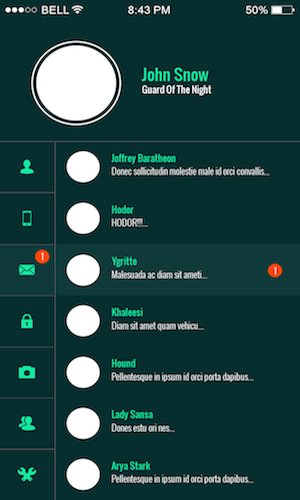 BELL 8:43 PM 50%
John Snow
Guard Of The Night
Joffrey Baratheon
Donec sollicitudin molestie male id orci convallis...
Hodor
HODOR!!!...
1
Ygritte
Malesuada ac diam sit ameti...
1
Khaleesi
Diam sit amet quam vehicu...
Hound
Pellentesque in ipsum id orci porta dapibus...
Lady Sansa
Dones estu ori nes...
Arya Stark
Pellentesque in ipsum id orci porta dapibus...